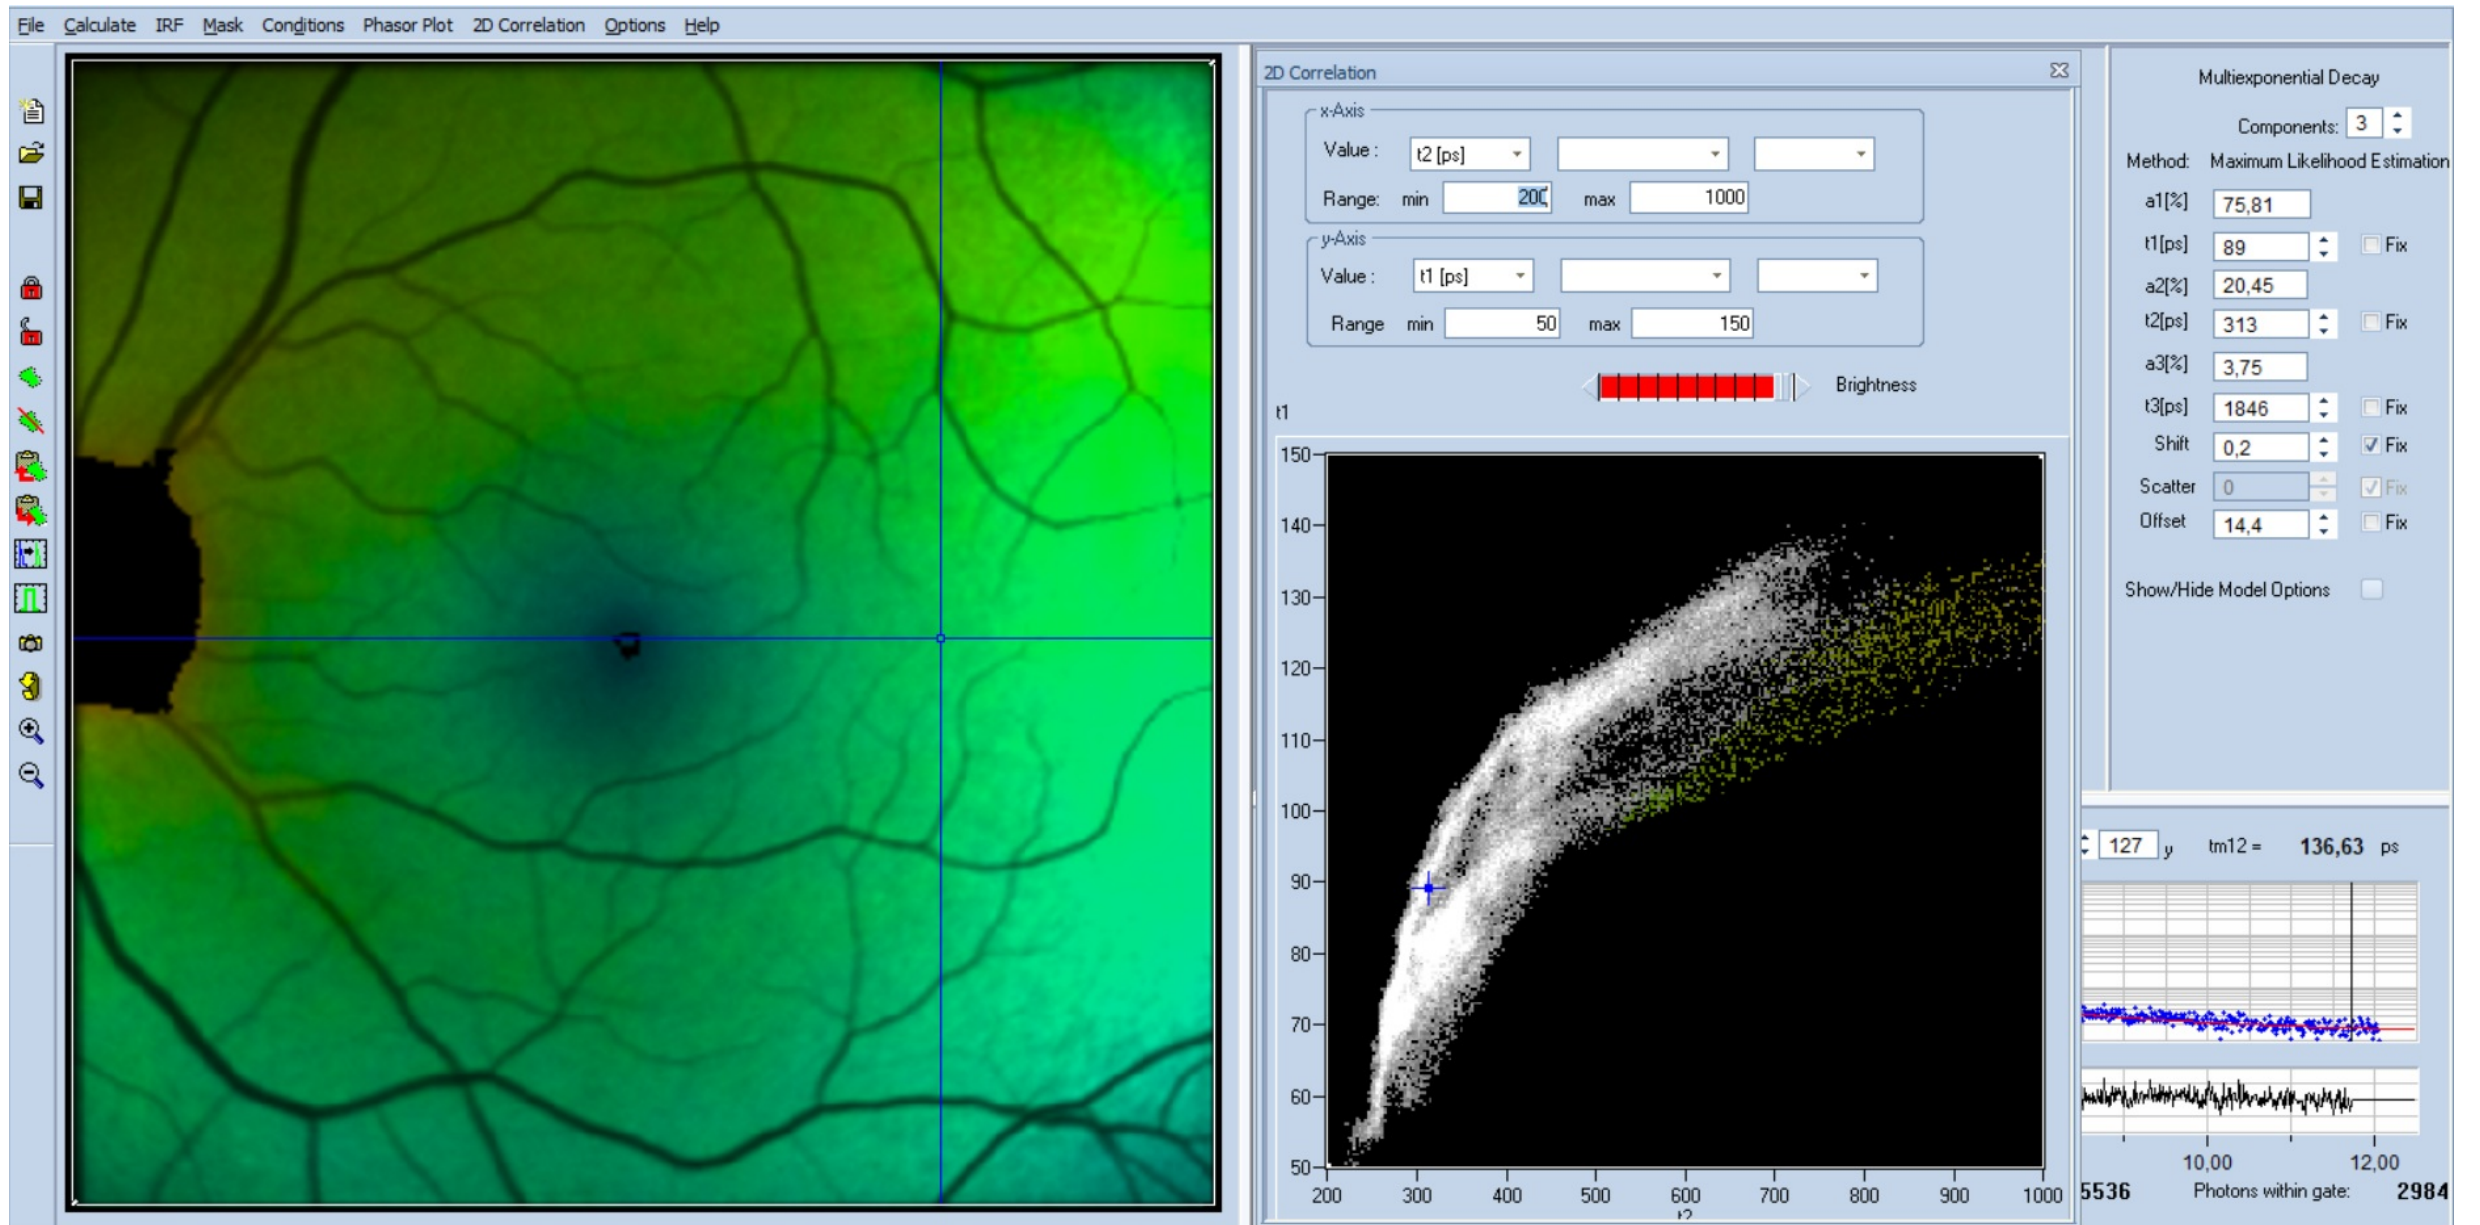 File Calculate IRF Mask Conditions Phasor Plot 2D Correlation Options Help
2D Correlation
x-Axis
Value : t2 [ps]
Range: min 200 max 1000
y-Axis
Value : t1 [ps]
Range min 50 max 150
Brightness
t1
150
140
130
120
110
100
90
80
70
60
50
200 300 400 500 600 700 800 900 1000
t2
Multiexponential Decay
Components: 3
Method: Maximum Likelihood Estimation
a1[%] 75,81
t1[ps] 89 Fix
a2[%] 20,45
t2[ps] 313 Fix
a3[%] 3,75
t3[ps] 1846 Fix
Shift 0,2 Fix
Scatter 0 Fix
Offset 14,4 Fix
Show/Hide Model Options
127 y tm12 = 136,63 ps
10,00 12,00
5536 Photons within gate: 2984